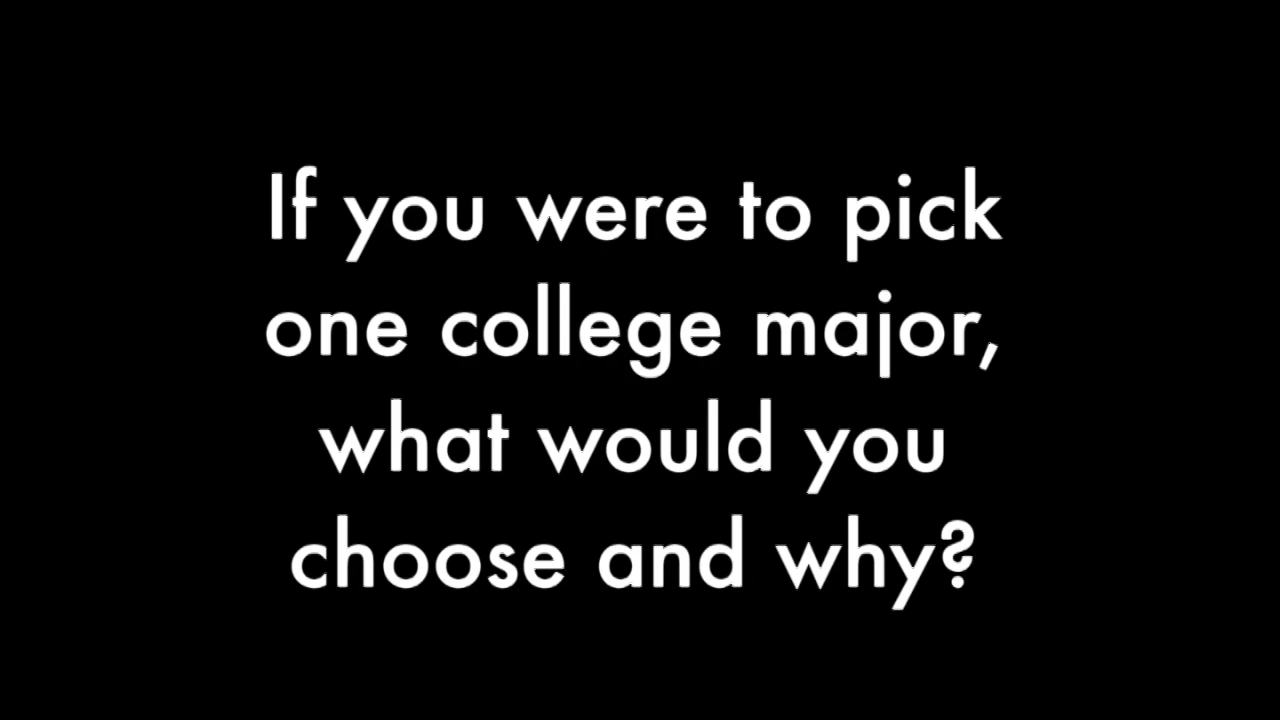 If you were to pick
one college major,
what would you
choose and why?